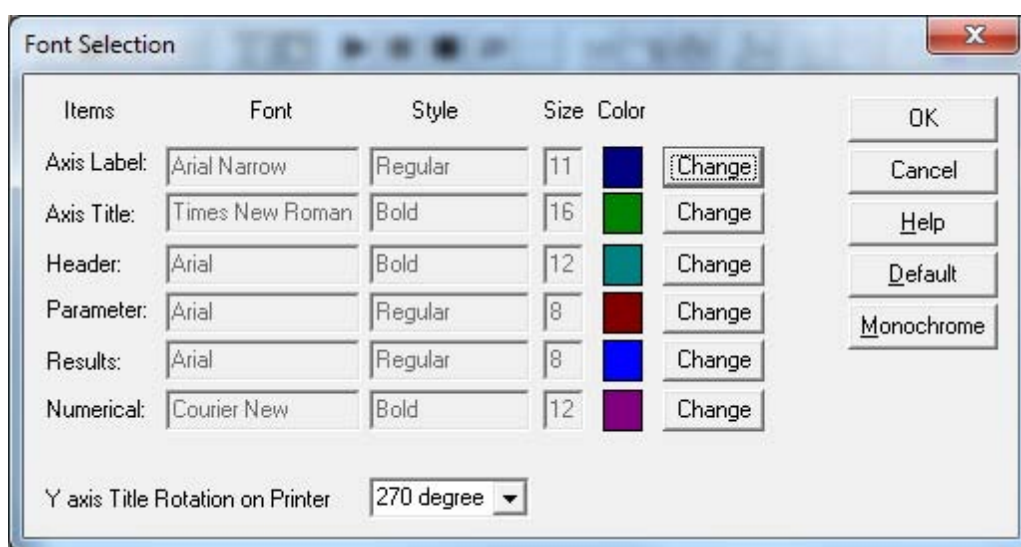 Font Selection
Items Font Style Size Color
OK
Axis Label: Arial Narrow Regular 11 Change
Cancel
Axis Title: Times New Roman Bold 16 Change
Help
Header: Arial Bold 12 Change
Default
Parameter: Arial Regular 8 Change
Monochrome
Results: Arial Regular 8 Change
Numerical: Courier New Bold 12 Change
Y axis Title Rotation on Printer 270 degree